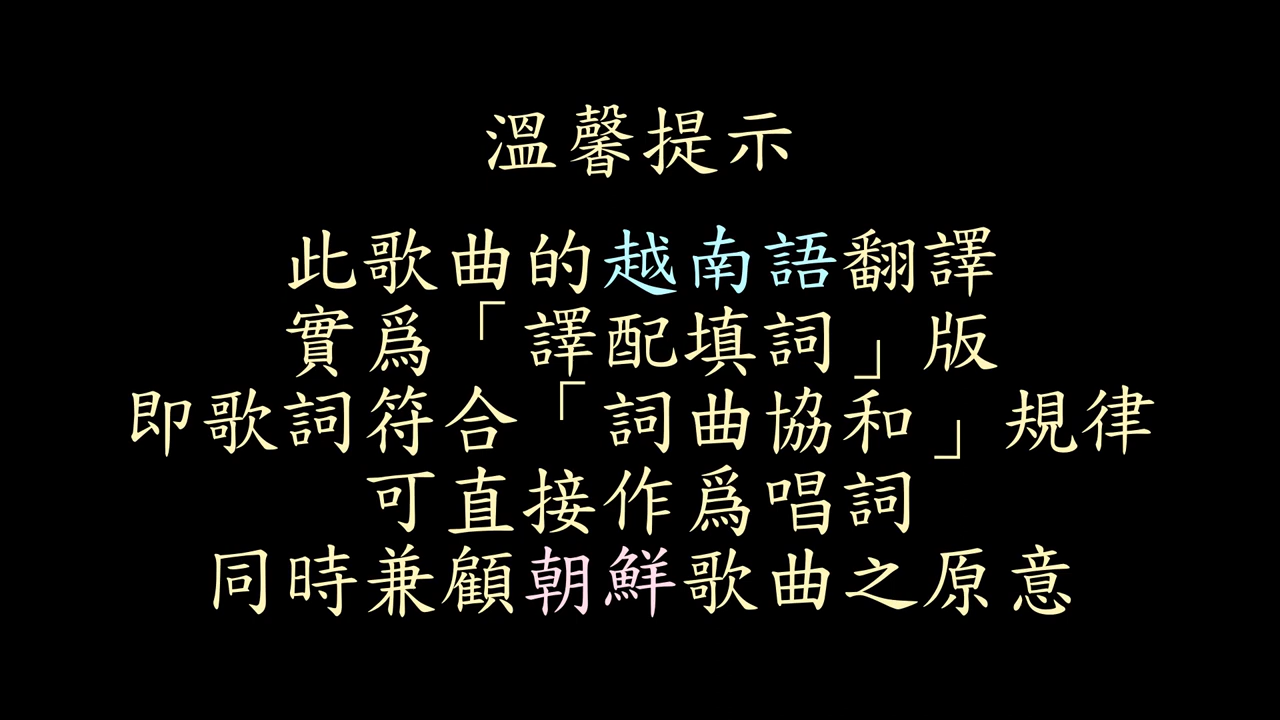 溫馨提示
此歌曲的越南語翻譯
實爲「譯配填詞」版
即歌詞符合「詞曲協和」規律
可直接作爲唱詞
同時兼顧朝鮮歌曲之原意